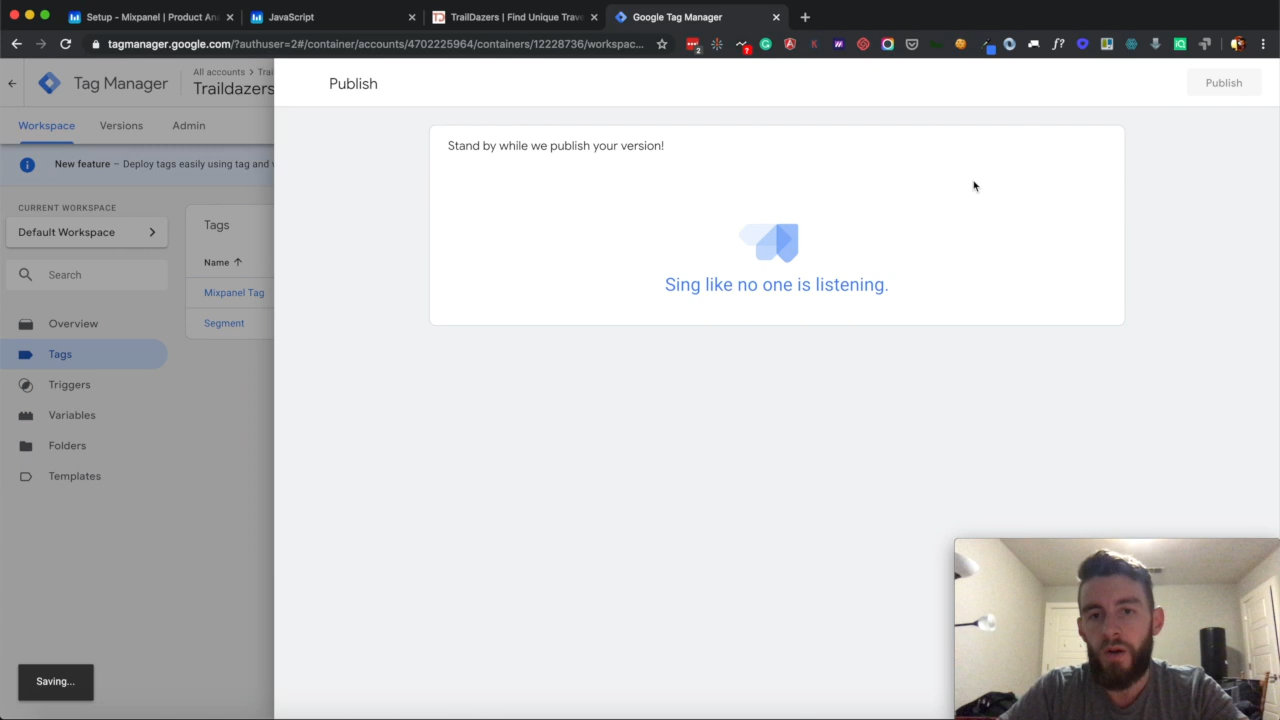 Setup - Mixpanel | Product Ana
JavaScript
TrailDazers | Find Unique Trave
Google Tag Manager
tagmanager.google.com/?authuser=2#/container/accounts/4702225964/containers/12228736/workspac...
Tag Manager
All accounts > Trai
Traildazers
Publish
Publish
Workspace
Versions
Admin
New feature – Deploy tags easily using tag and v
Stand by while we publish your version!
Sing like no one is listening.
CURRENT WORKSPACE
Default Workspace
Search
Overview
Tags
Triggers
Variables
Folders
Templates
Tags
Name
Mixpanel Tag
Segment
Saving...